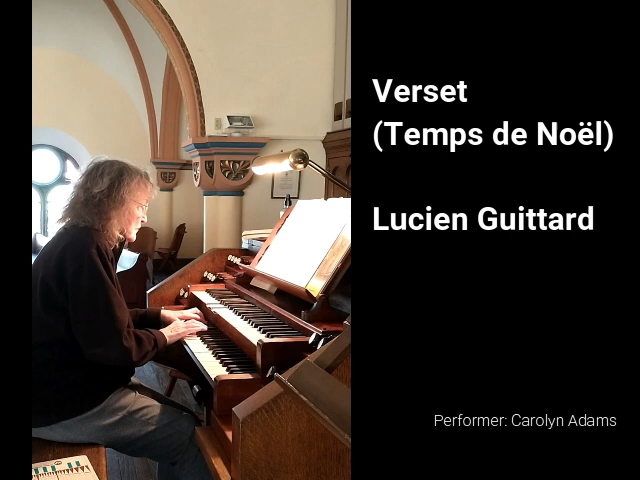 Verset
(Temps de Noël)
Lucien Guittard
Performer: Carolyn Adams